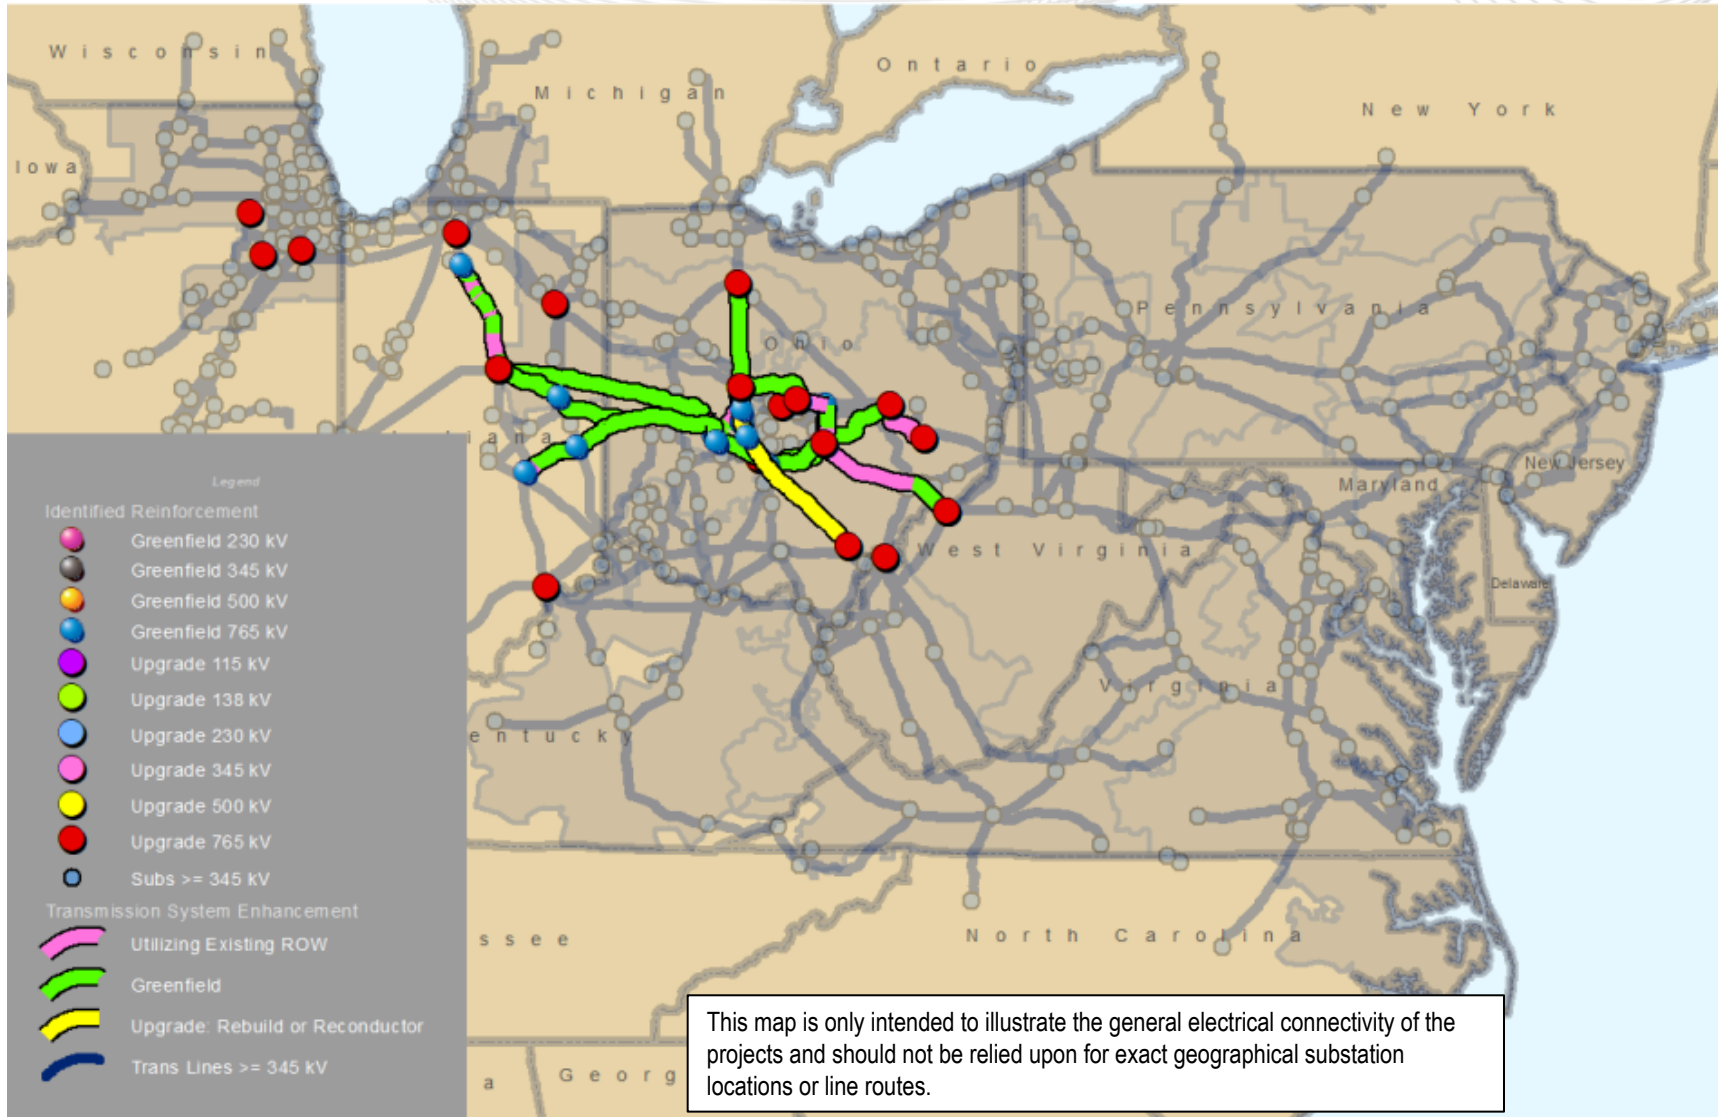 Wisconsin
Michigan
Ontario
New York
Iowa
Pennsylvania
Ohio
diana
New Jersey
Maryland
West Virginia
Delaware
Virginia
entucky
ssee
North Carolina
a
Georg
Legend
Identified Reinforcement
Greenfield 230 kV
Greenfield 345 kV
Greenfield 500 kV
Greenfield 765 kV
Upgrade 115 kV
Upgrade 138 kV
Upgrade 230 kV
Upgrade 345 kV
Upgrade 500 kV
Upgrade 765 kV
Subs >= 345 kV
Transmission System Enhancement
Utilizing Existing ROW
Greenfield
Upgrade: Rebuild or Reconductor
Trans Lines >= 345 kV
This map is only intended to illustrate the general electrical connectivity of the
projects and should not be relied upon for exact geographical substation
locations or line routes.